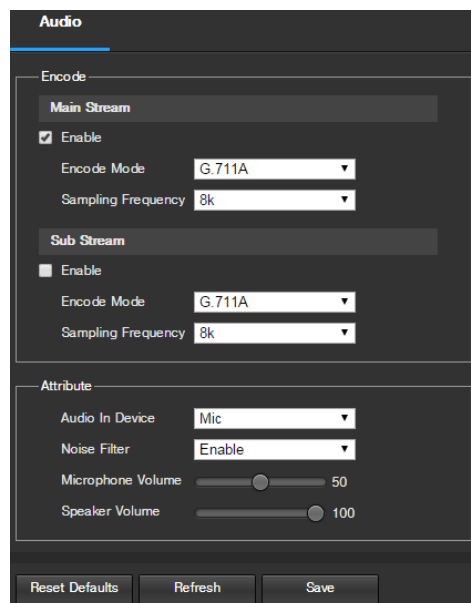 Audio
Encode
Main Stream
Enable
Encode Mode G.711A
Sampling Frequency 8k
Sub Stream
Enable
Encode Mode G.711A
Sampling Frequency 8k
Attribute
Audio In Device Mic
Noise Filter Enable
Microphone Volume 50
Speaker Volume 100
Reset Defaults Refresh Save